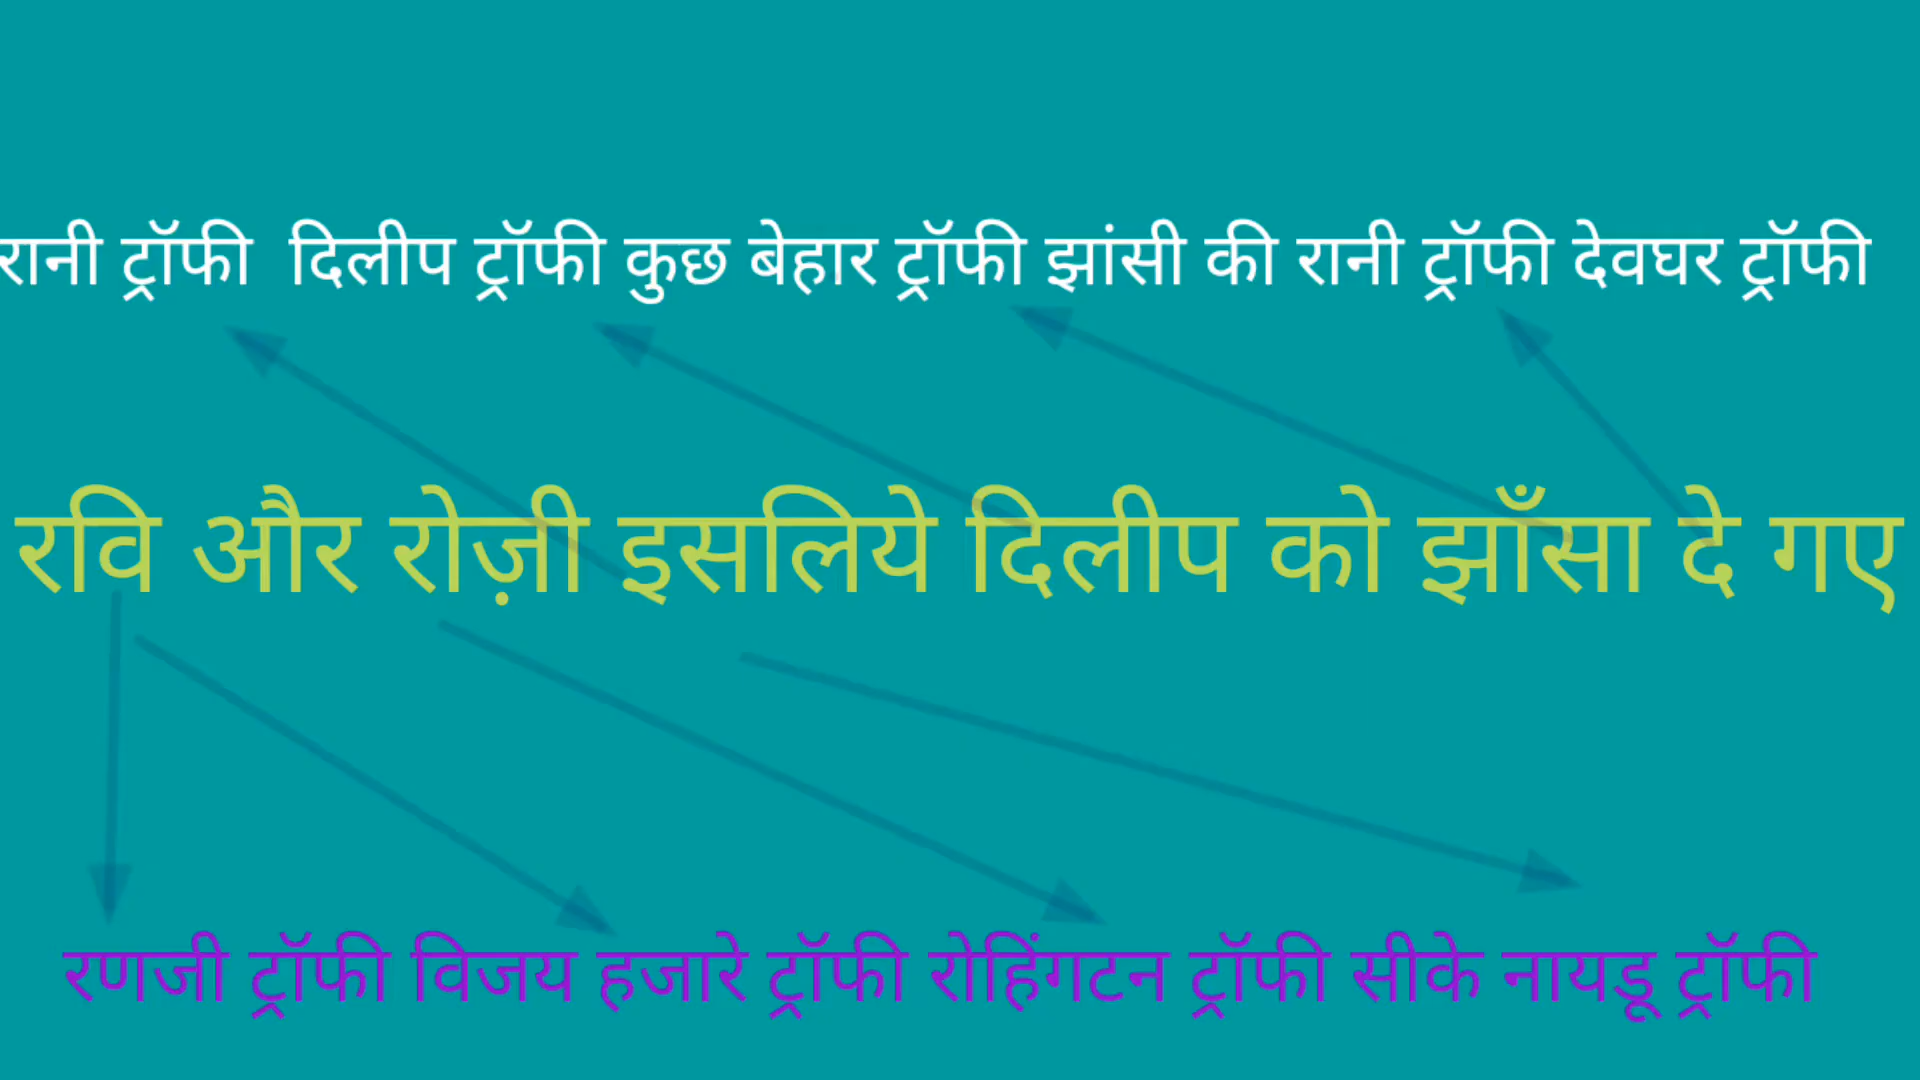 रानी ट्रॉफी दिलीप ट्रॉफी कुछ बेहार ट्रॉफी झांसी की रानी ट्रॉफी देवघर ट्रॉफी
रवि और रोज़ी इसलिये दिलीप को झाँसा दे गए
रणजी ट्रॉफी विजय हजारे ट्रॉफी रोहिंगटन ट्रॉफी सीके नायडू ट्रॉफी